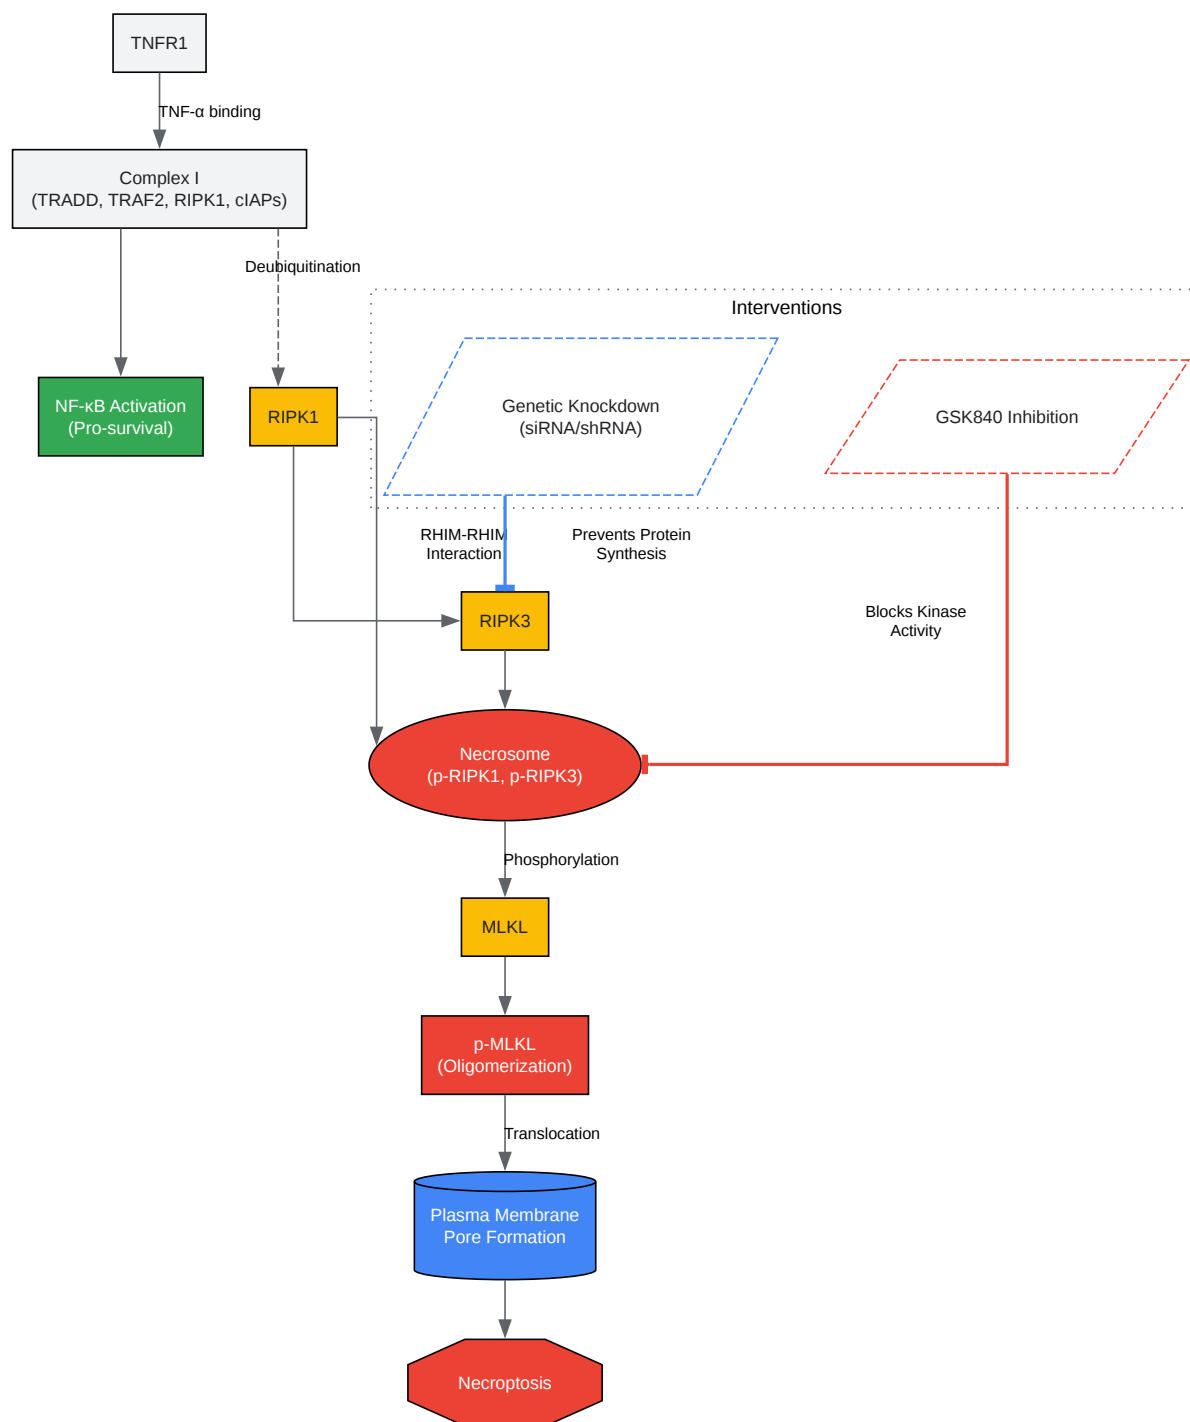 TNFR1
TNF-α binding
Complex I
(TRADD, TRAF2, RIPK1, cIAPs)
Deubiquitination
Interventions
NF-κB Activation
(Pro-survival)
RIPK1
Genetic Knockdown
(siRNA/shRNA)
GSK840 Inhibition
RHIM-RHIM
Interaction
Prevents Protein
Synthesis
RIPK3
Blocks Kinase
Activity
Necrosome
(p-RIPK1, p-RIPK3)
Phosphorylation
MLKL
p-MLKL
(Oligomerization)
Translocation
Plasma Membrane
Pore Formation
Necroptosis